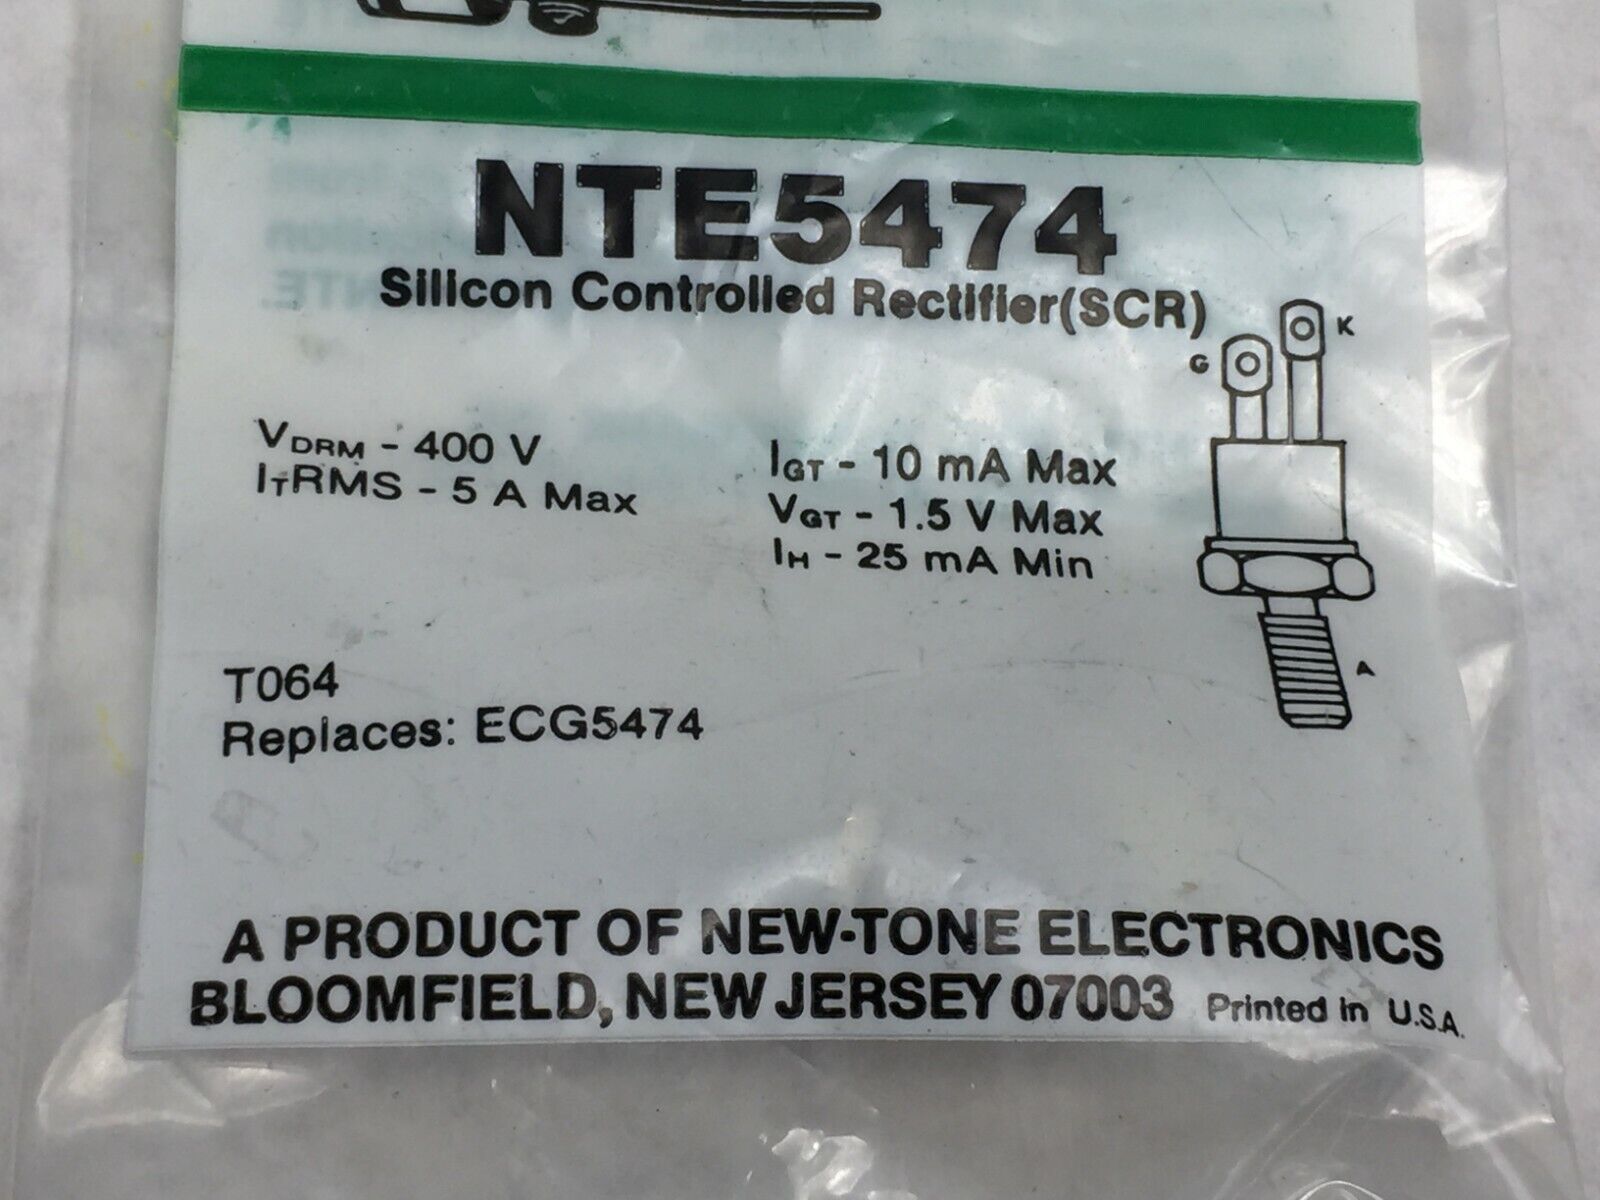 NTE5474
Silicon Controlled Rectifier(SCR)
K
G
VDRM - 400 V
ITRMS - 5 A Max
IGT - 10 mA Max
VGT - 1.5 V Max
IH - 25 mA Min
A
T064
Replaces: ECG5474
A PRODUCT OF NEW-TONE ELECTRONICS
BLOOMFIELD, NEW JERSEY 07003 Printed in U.S.A.
NTE.